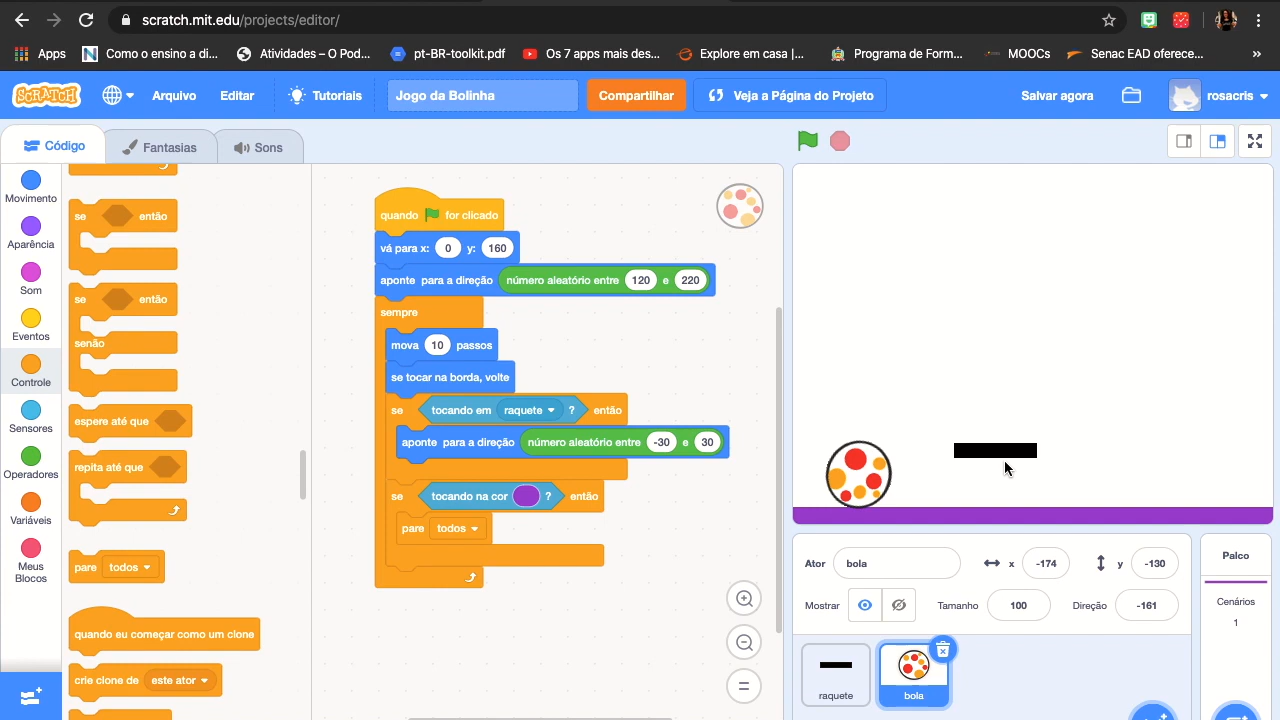 scratch.mit.edu/projects/editor/
Apps
Como o ensino a di...
Atividades – O Pod...
pt-BR-toolkit.pdf
Os 7 apps mais des...
Explore em casa |...
Programa de Form...
MOOCs
Senac EAD oferece...
»
SCRATCH
Arquivo
Editar
Tutoriais
Jogo da Bolinha
Compartilhar
Veja a Página do Projeto
Salvar agora
rosacris
Código
Fantasias
Sons
Movimento
Aparência
Som
Eventos
Controle
Sensores
Operadores
Variáveis
Meus
Blocos
se então
se então
senão
espere até que
repita até que
pare todos
quando eu começar como um clone
crie clone de este ator
quando for clicado
vá para x: 0 y: 160
aponte para a direção número aleatório entre 120 e 220
sempre
mova 10 passos
se tocar na borda, volte
se tocando em raquete ? então
aponte para a direção número aleatório entre -30 e 30
se tocando na cor ? então
pare todos
Ator bola x -174 y -130
Mostrar Tamanho 100 Direção -161
raquete
bola
Palco
Cenários
1